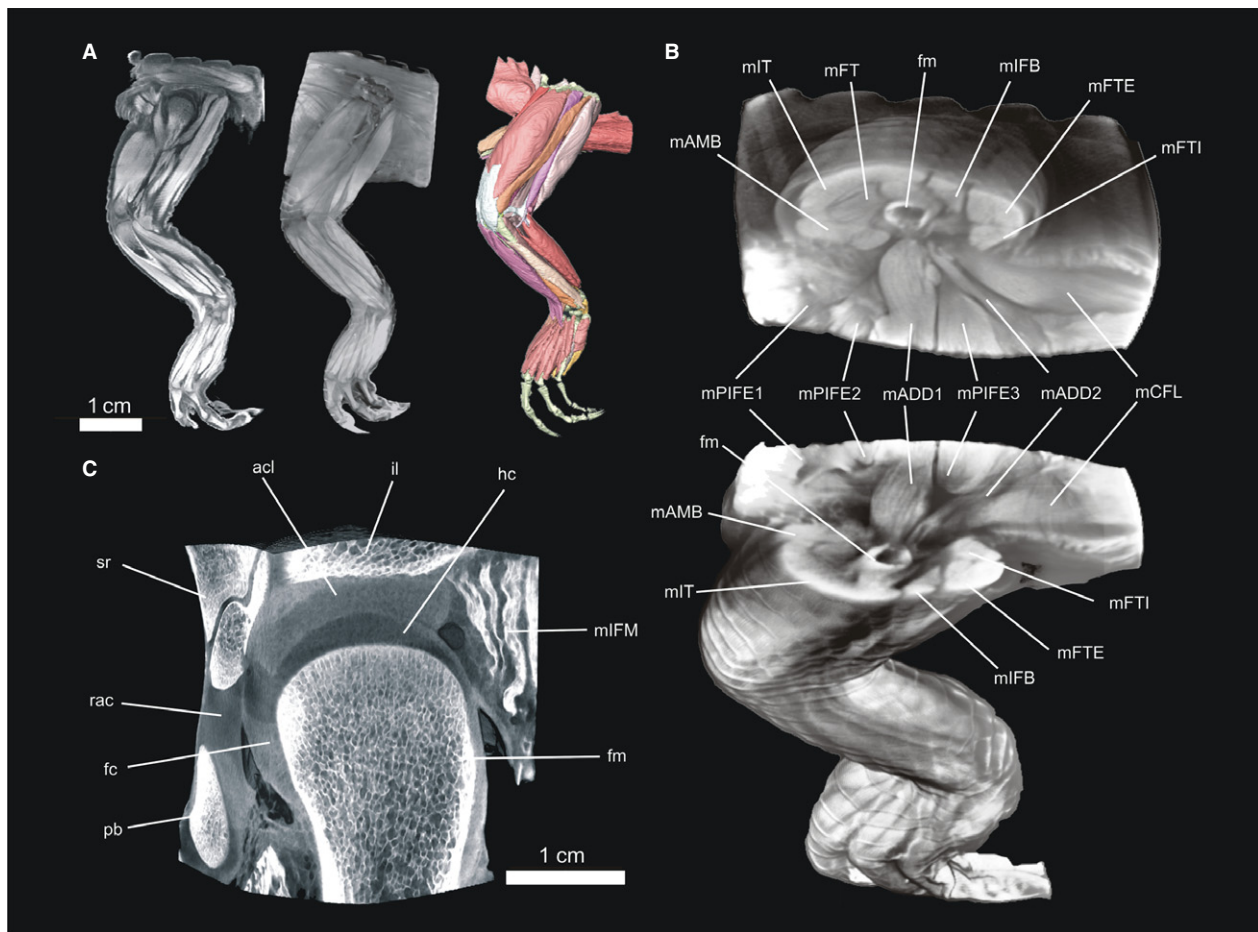 A
1 cm
B
mIT
mFT
fm
mIFB
mFTE
mAMB
mFTI
mPIFE1
mPIFE2
mADD1
mPIFE3
mADD2
mCFL
fm
mAMB
mIT
mFTI
mFTE
mIFB
C
acl
il
hc
sr
mIFM
rac
fc
fm
pb
1 cm